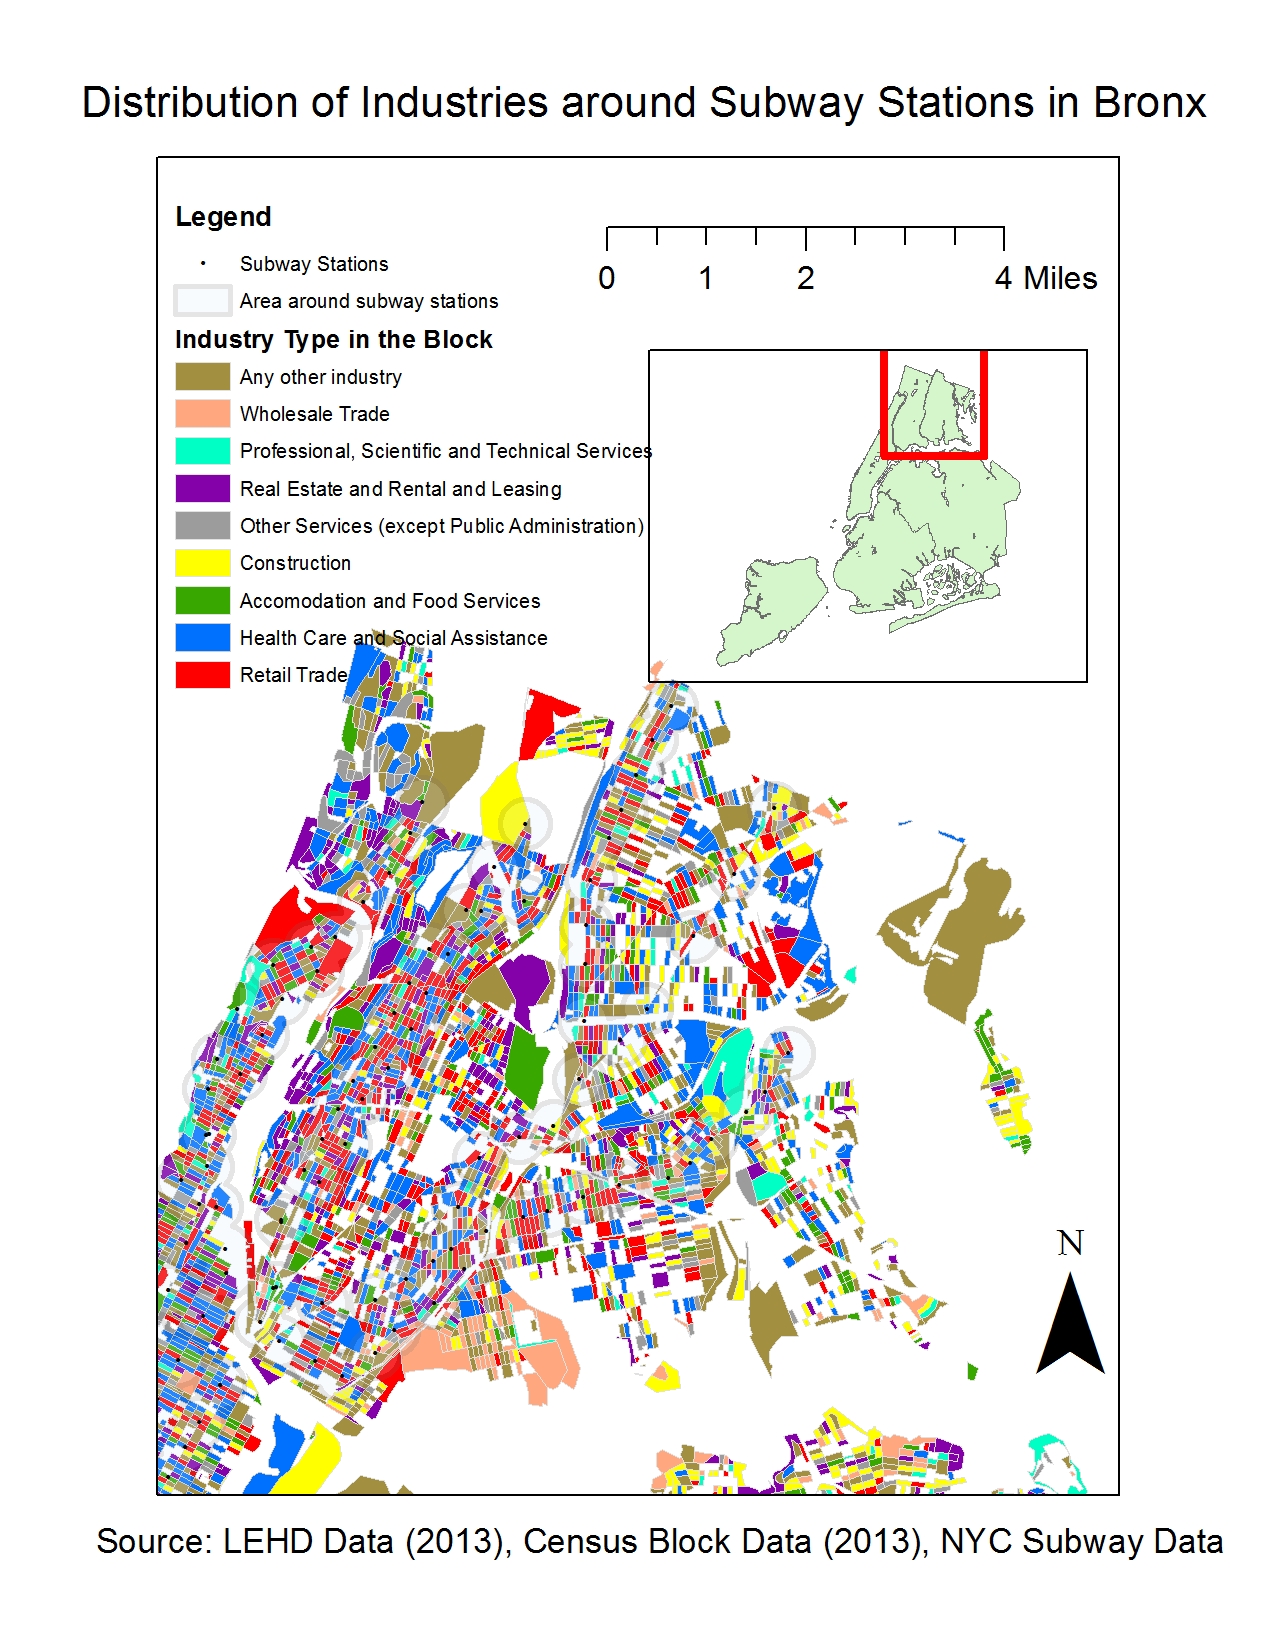 Distribution of Industries around Subway Stations in Bronx
Legend
Subway Stations
Area around subway stations
Industry Type in the Block
Any other industry
Wholesale Trade
Professional, Scientific and Technical Services
Real Estate and Rental and Leasing
Other Services (except Public Administration)
Construction
Accomodation and Food Services
Health Care and Social Assistance
Retail Trade
0 1 2 4 Miles
N
Source: LEHD Data (2013), Census Block Data (2013), NYC Subway Data